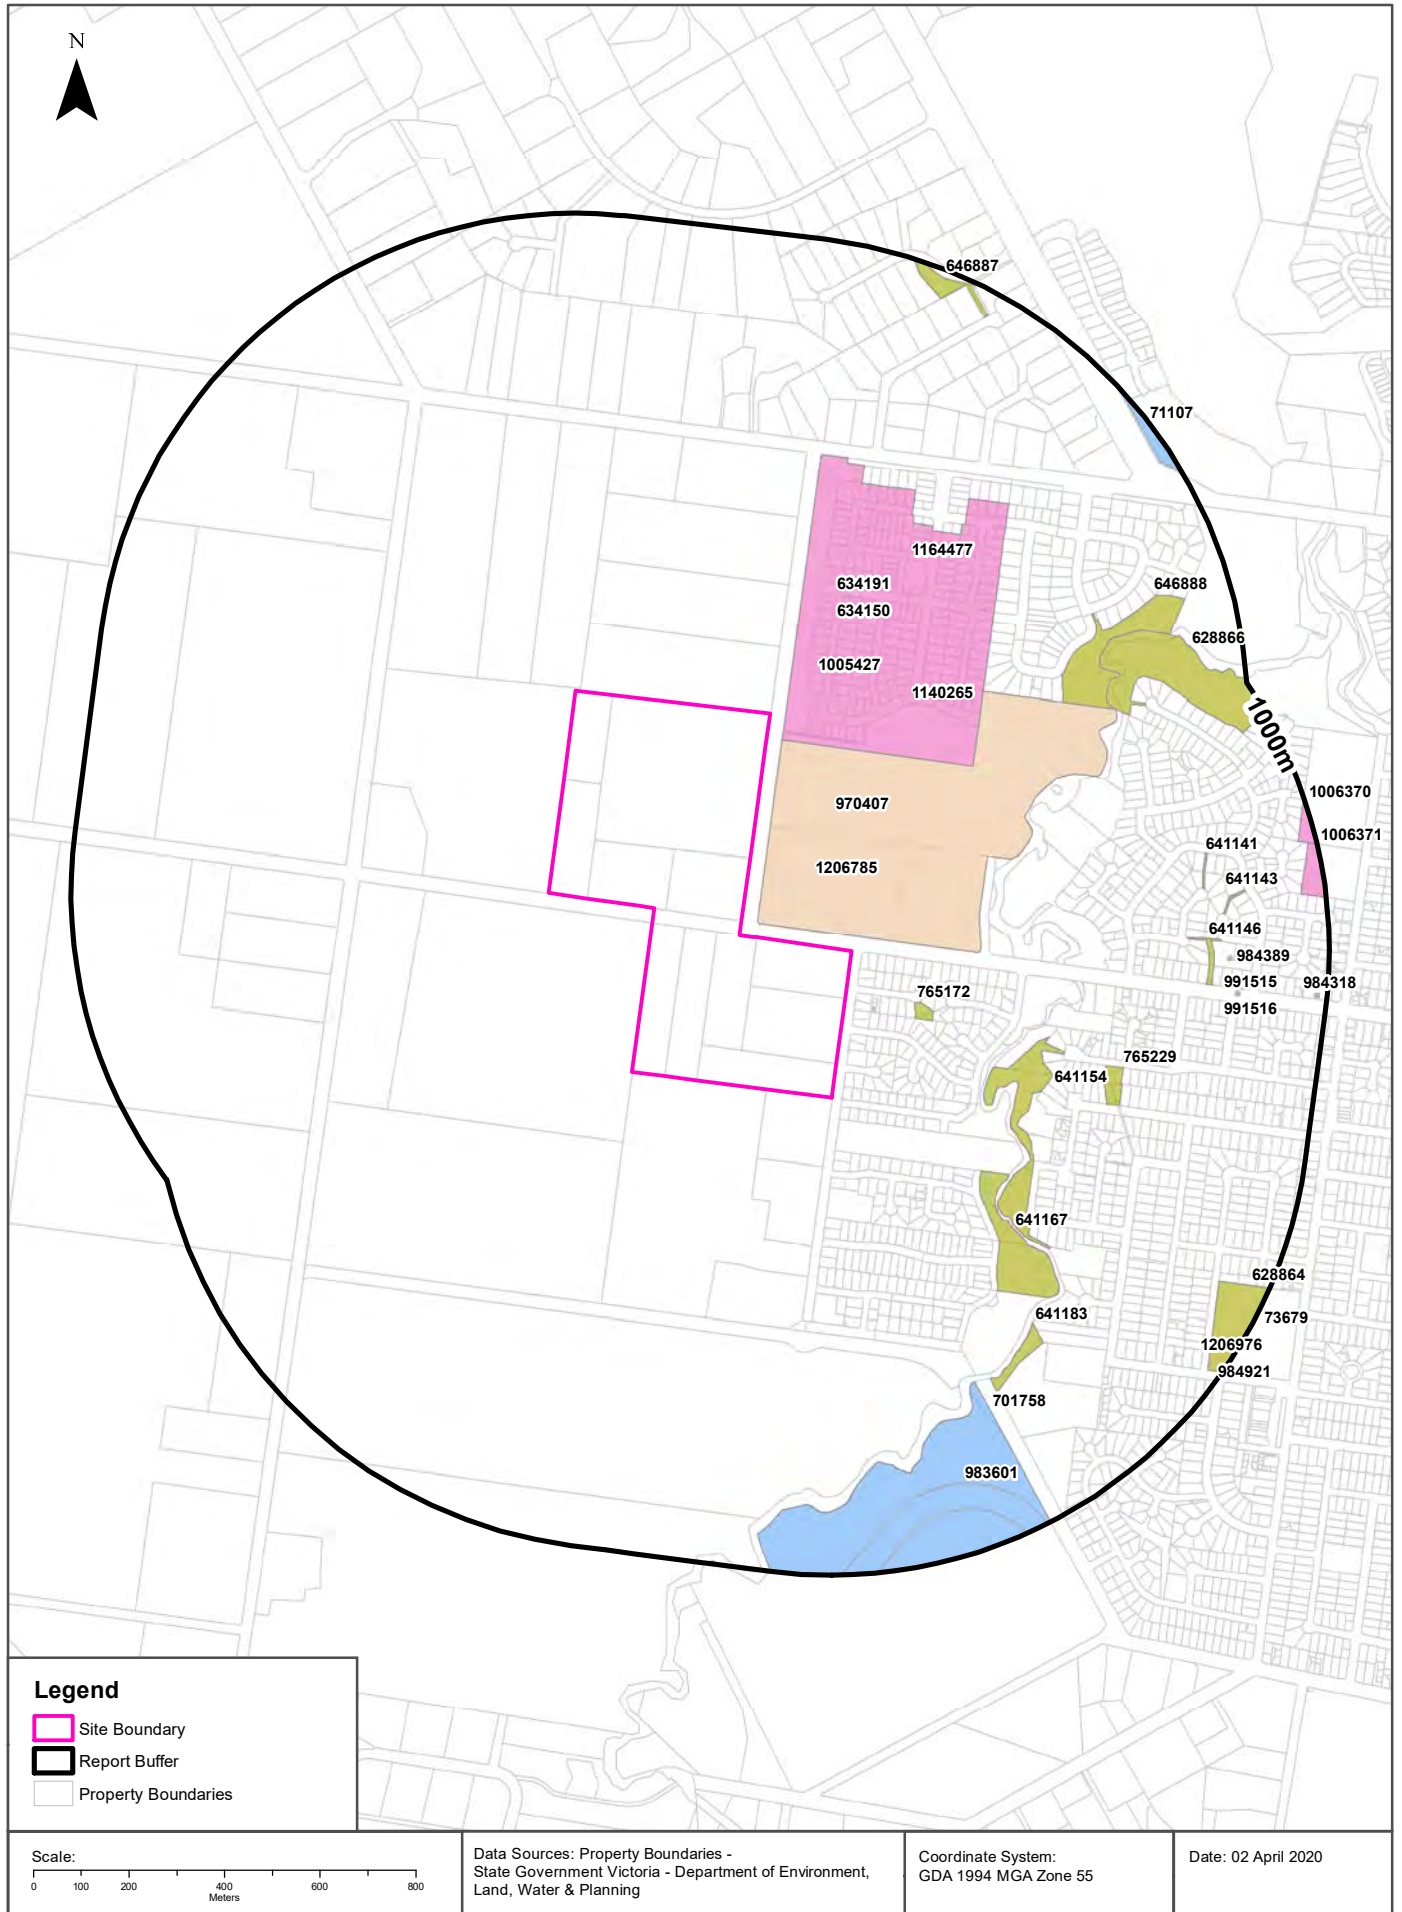 N
646887
71107
1164477
634191
646888
634150
628866
1005427
1140265
1000m
1006370
970407
1006371
641141
1206785
641143
641146
984389
991515
984318
765172
991516
765229
641154
641167
628864
641183
73679
1206976
984921
701758
983601
Legend
Site Boundary
Report Buffer
Property Boundaries
Scale:
0 100 200 400 600 800
Meters
Data Sources: Property Boundaries -
State Government Victoria - Department of Environment,
Land, Water & Planning
Coordinate System:
GDA 1994 MGA Zone 55
Date: 02 April 2020